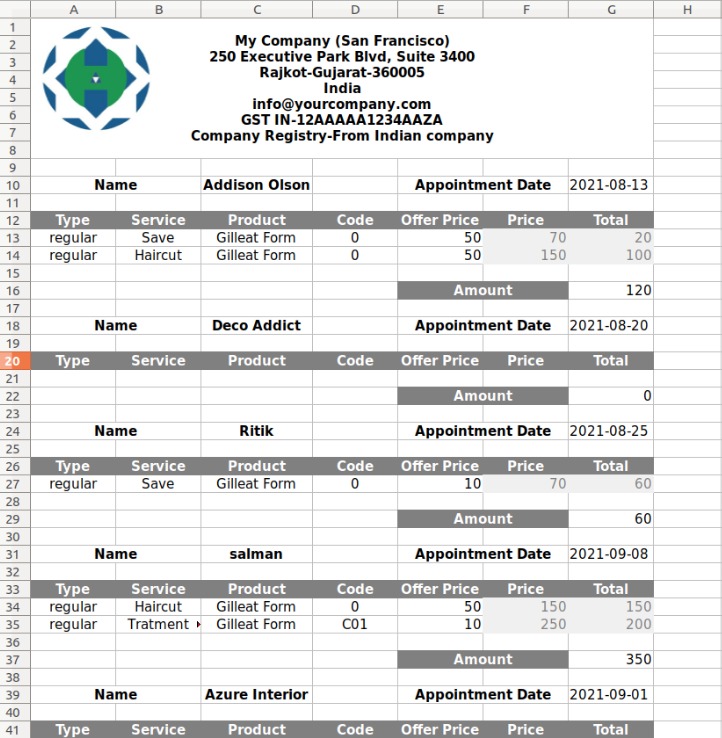 A B C D E F G H
1
2
3
4
5
6
7
8
My Company (San Francisco)
250 Executive Park Blvd, Suite 3400
Rajkot-Gujarat-360005
India
info@yourcompany.com
GST IN-12AAAAA1234AAZA
Company Registry-From Indian company
9
10 Name Addison Olson Appointment Date 2021-08-13
11
12 Type Service Product Code Offer Price Price Total
13 regular Save Gilleat Form 0 50 70 20
14 regular Haircut Gilleat Form 0 50 150 100
15
16 Amount 120
17
18 Name Deco Addict Appointment Date 2021-08-20
19
20 Type Service Product Code Offer Price Price Total
21
22 Amount 0
23
24 Name Ritik Appointment Date 2021-08-25
25
26 Type Service Product Code Offer Price Price Total
27 regular Save Gilleat Form 0 10 70 60
28
29 Amount 60
30
31 Name salman Appointment Date 2021-09-08
32
33 Type Service Product Code Offer Price Price Total
34 regular Haircut Gilleat Form 0 50 150 150
35 regular Tratment Gilleat Form C01 10 250 200
36
37 Amount 350
38
39 Name Azure Interior Appointment Date 2021-09-01
40
41 Type Service Product Code Offer Price Price Total